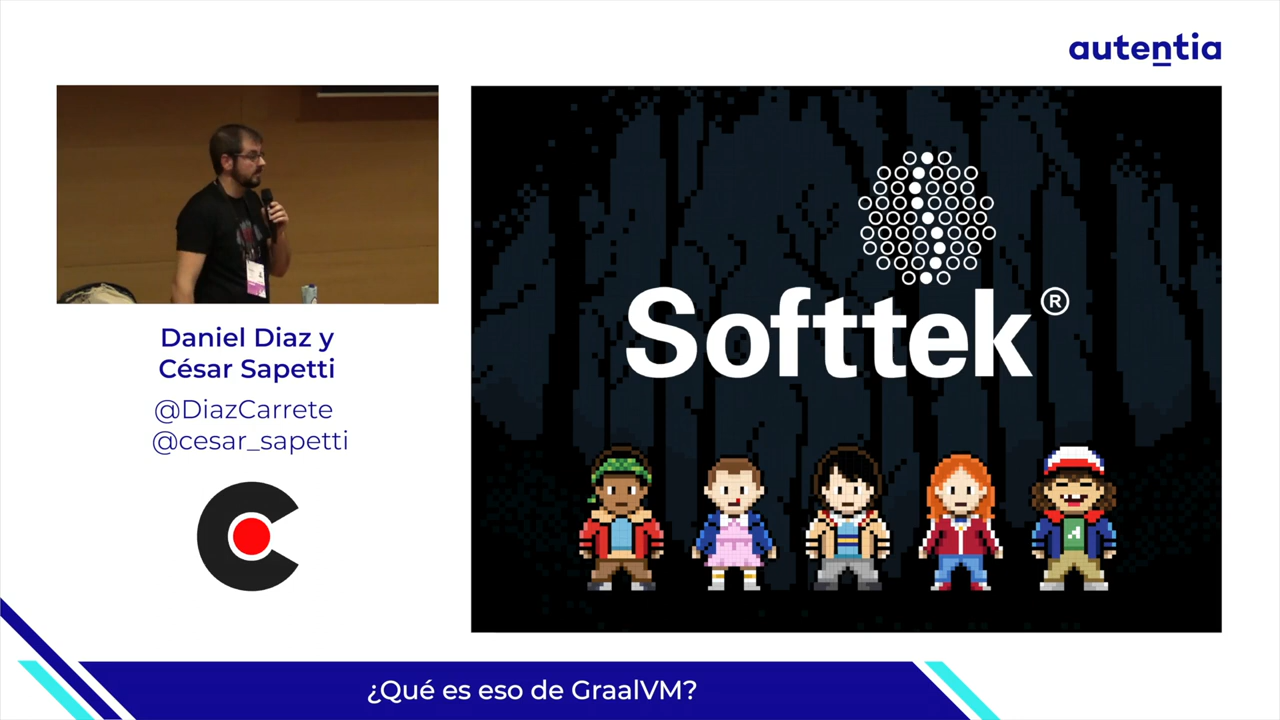 autentia
Softtek®
Daniel Diaz y
César Sapetti
@DiazCarrete
@cesar_sapetti
¿Qué es eso de GraalVM?